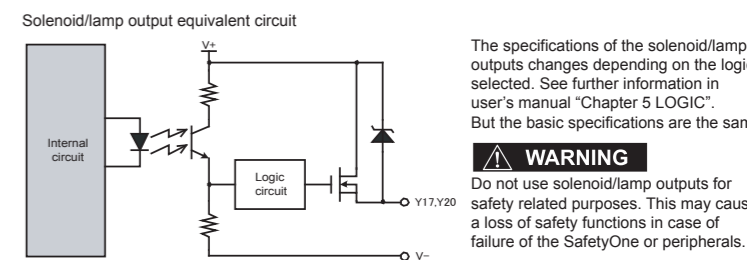 Solenoid/lamp output equivalent circuit
V+
Internal
circuit
Logic
circuit
Y17,Y20
V−
The specifications of the solenoid/lamp
outputs changes depending on the logic
selected. See further information in
user's manual “Chapter 5 LOGIC”.
But the basic specifications are the sam
WARNING
Do not use solenoid/lamp outputs for
safety related purposes. This may caus
a loss of safety functions in case of
failure of the SafetyOne or peripherals.